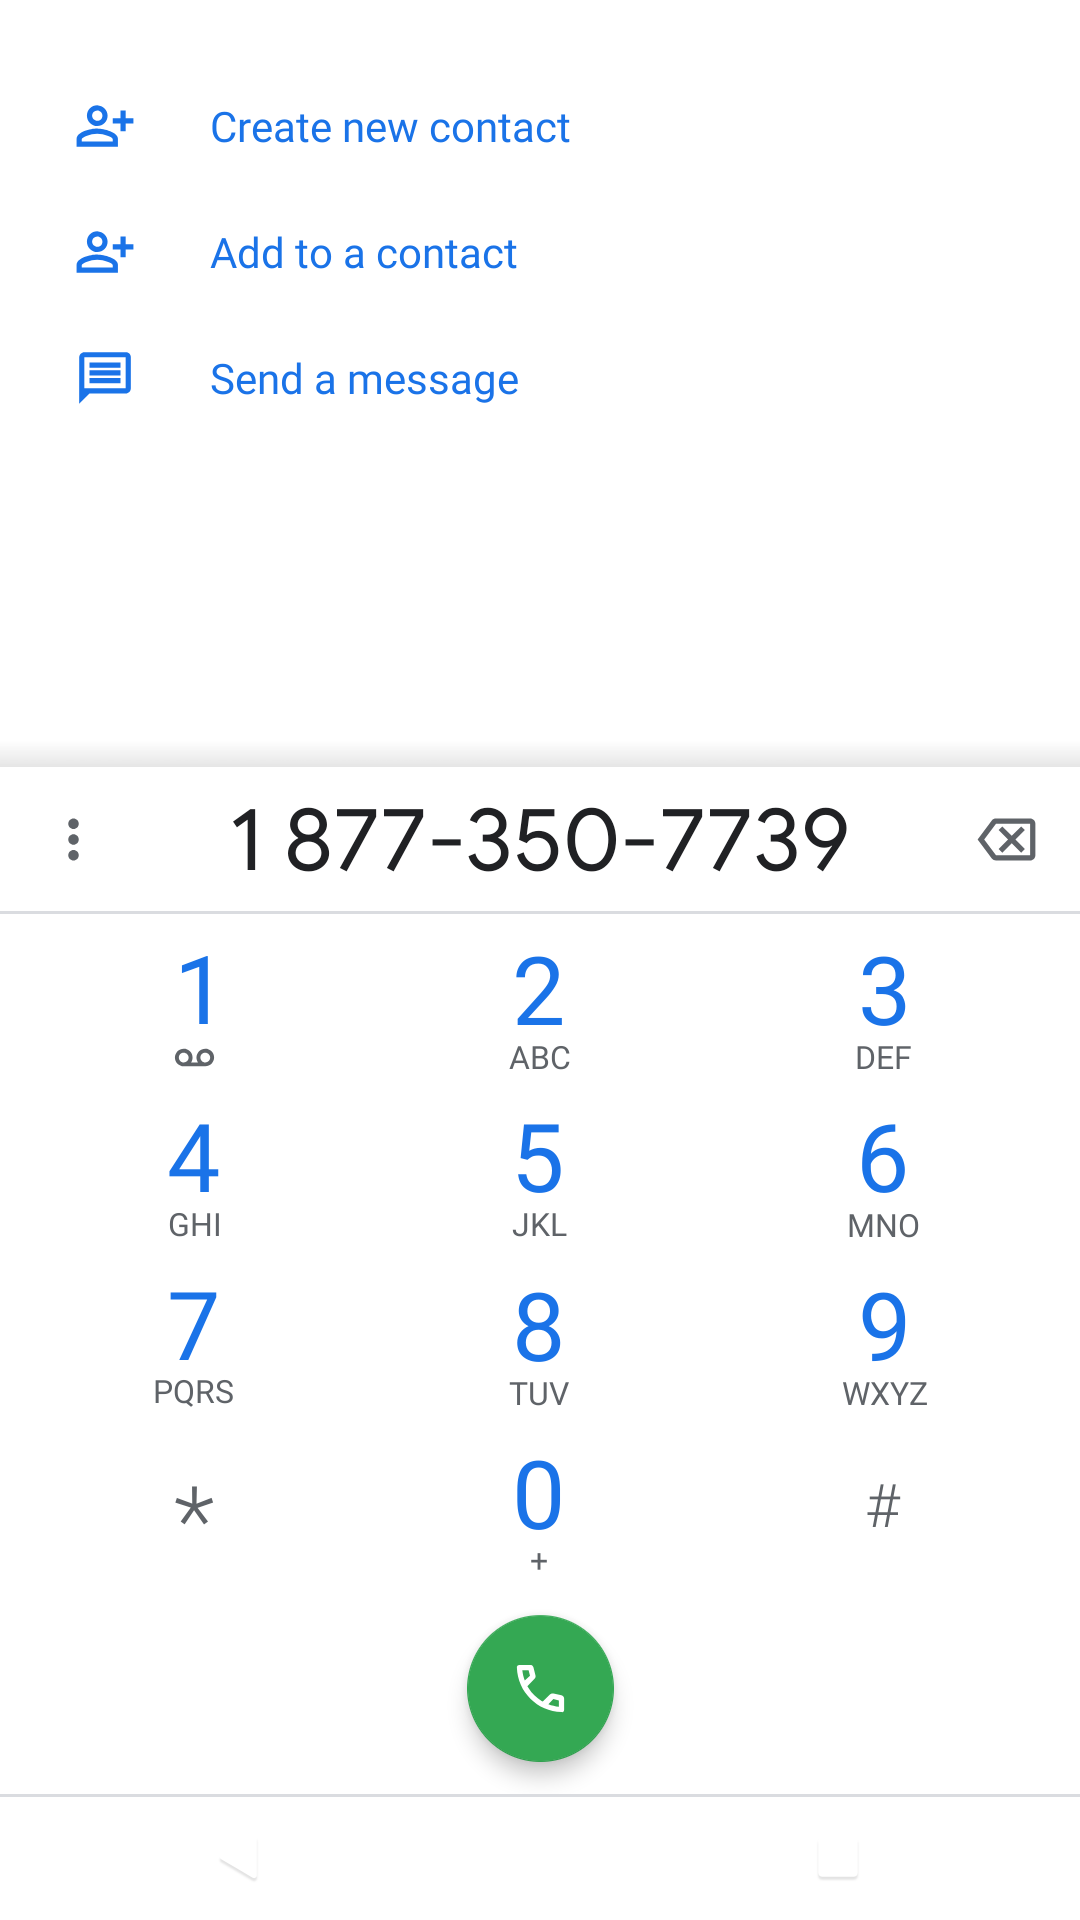 Create new contact
Add to a contact
Send a message
1 877-350-7739
1 2 3
ABC DEF
4 5 6
GHI JKL MNO
7 8 9
PQRS TUV WXYZ
* 0 #
+